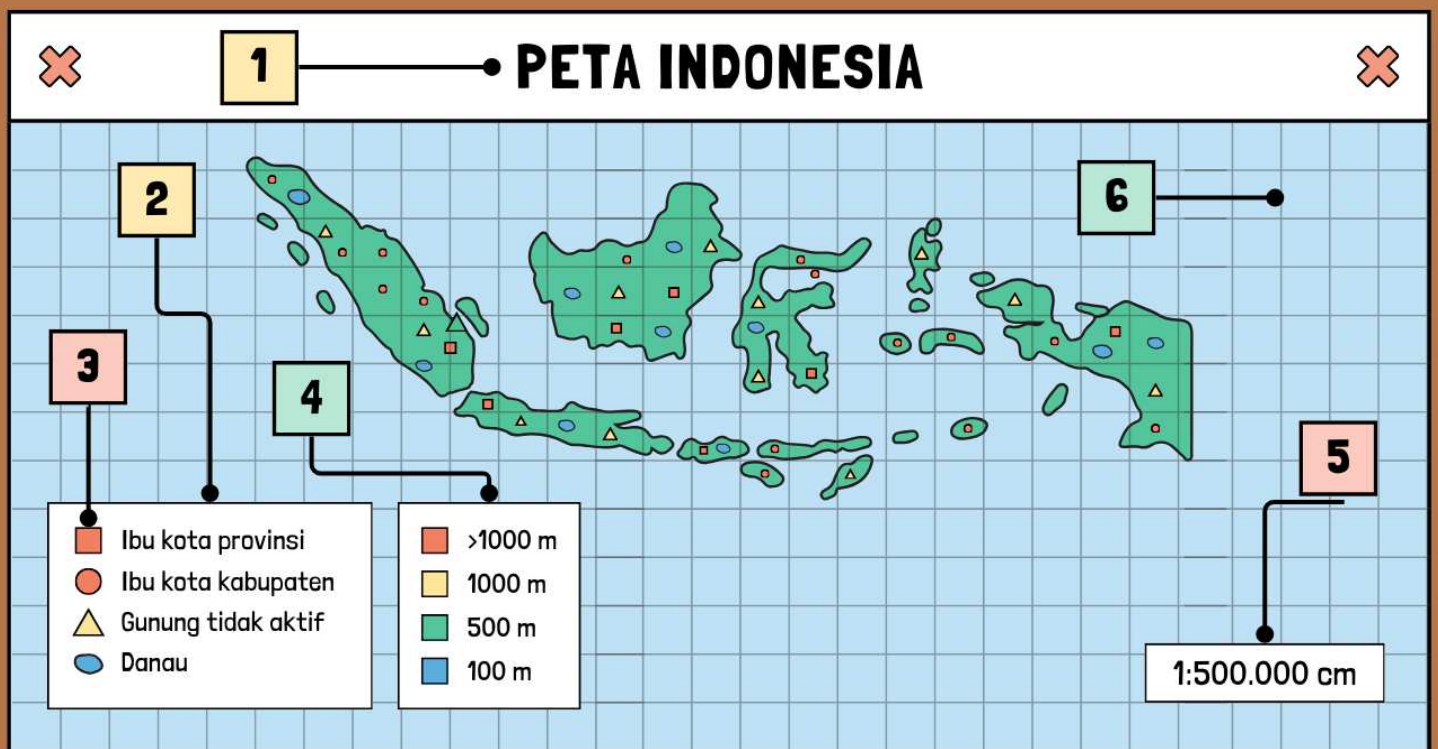 1
PETA INDONESIA
2
6
3
4
5
Ibu kota provinsi
Ibu kota kabupaten
Gunung tidak aktif
Danau
>1000 m
1000 m
500 m
100 m
1:500.000 cm